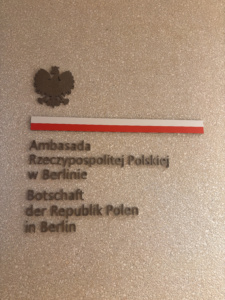 Ambasada
Rzeczypospolitej Polskiej
w Berlinie
Botschaft
der Republik Polen
in Berlin